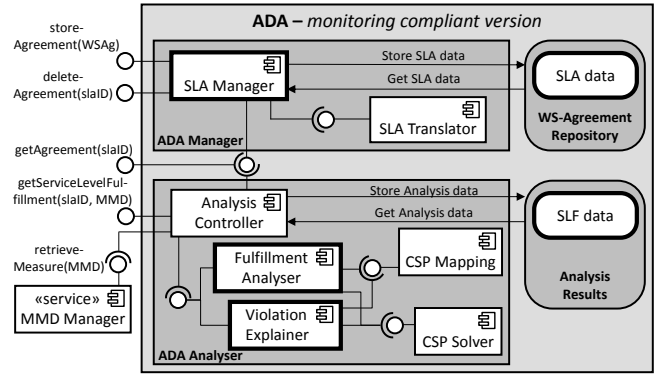 ADA – monitoring compliant version
store-
Agreement(WSAg)
delete-
Agreement(slaID)
SLA Manager
Store SLA data
Get SLA data
SLA data
SLA Translator
WS-Agreement
Repository
ADA Manager
getAgreement(slaID)
getServiceLevelFul-
fillment(slaID, MMD)
Analysis
Controller
Store Analysis data
Get Analysis data
SLF data
retrieve-
Measure(MMD)
Fulfillment
Analyser
CSP Mapping
Analysis
Results
«service»
MMD Manager
Violation
Explainer
CSP Solver
ADA Analyser